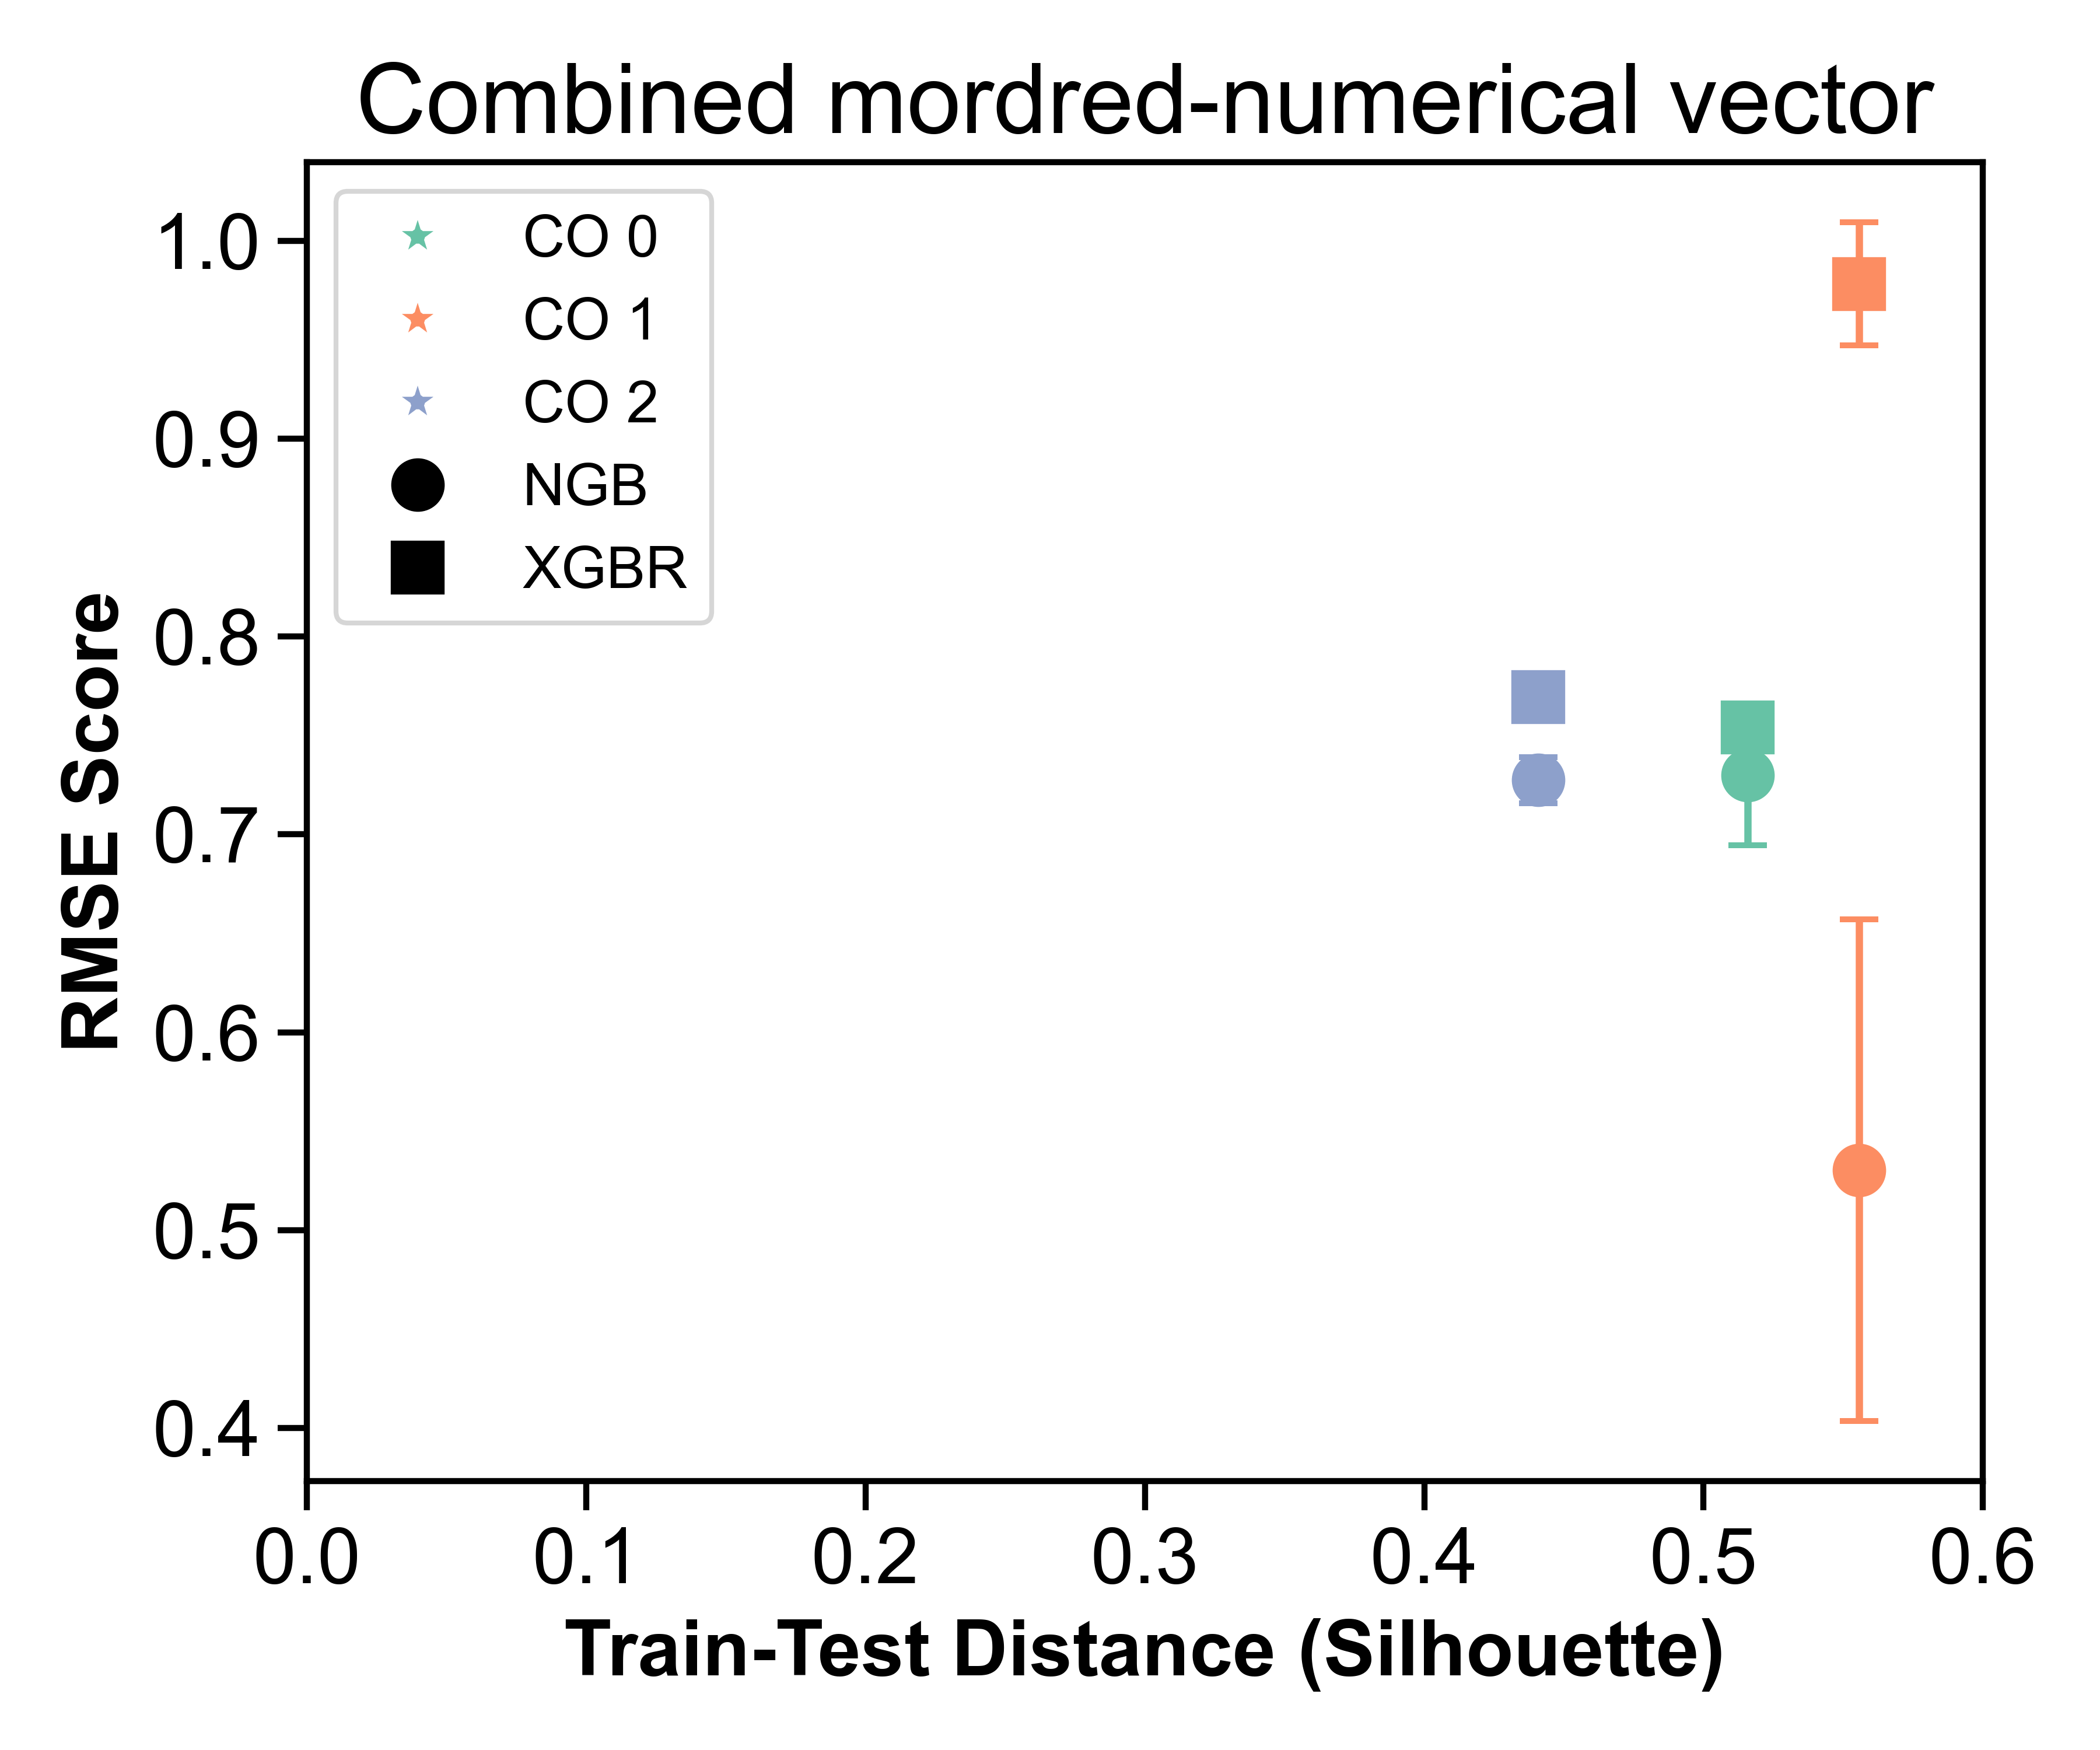 Combined mordred-numerical vector
CO 0
CO 1
CO 2
NGB
XGBR
RMSE Score
1.0
0.9
0.8
0.7
0.6
0.5
0.4
0.0 0.1 0.2 0.3 0.4 0.5 0.6
Train-Test Distance (Silhouette)